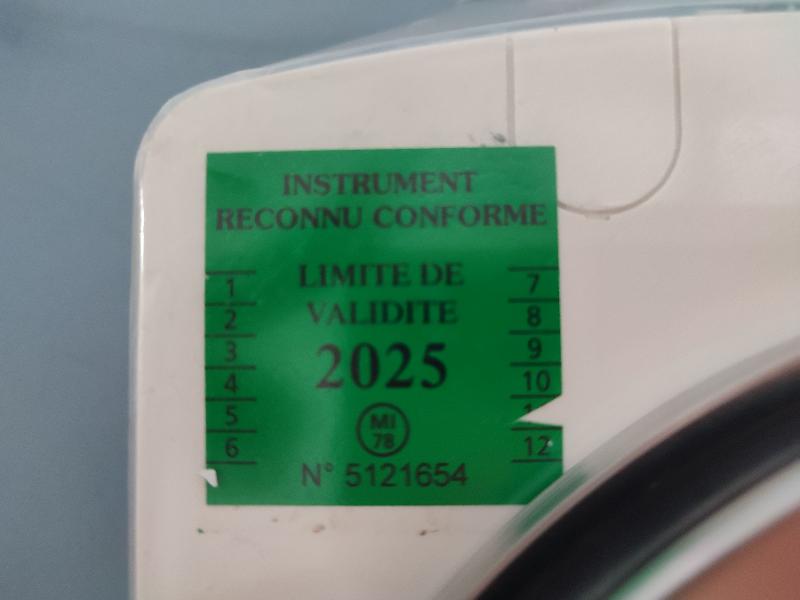 INSTRUMENT
RECONNU CONFORME
LIMITE DE
VALIDITE
2025
1
2
3
4
5
6
7
8
9
10
12
MI
78
N° 5121654